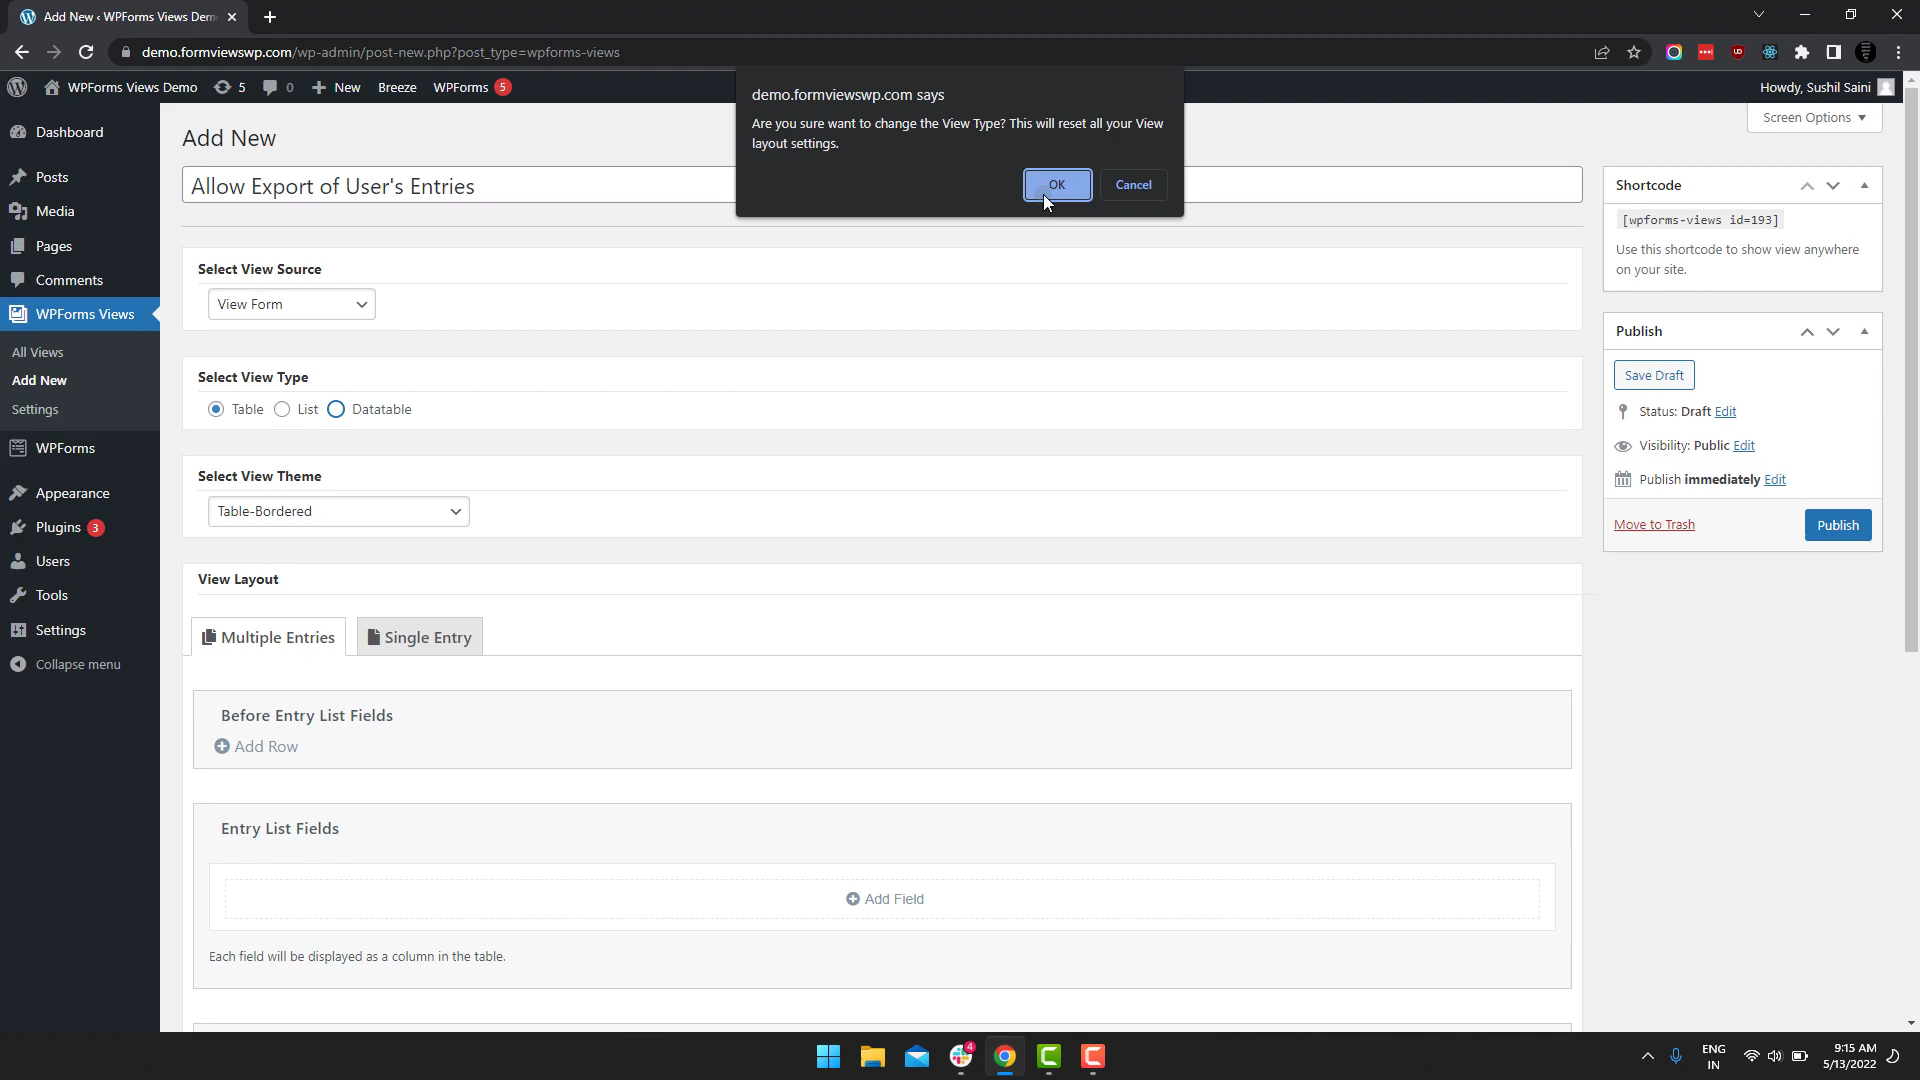 Add New ‹ WPForms Views Dem
demo.formviewswp.com/wp-admin/post-new.php?post_type=wpforms-views
WPForms Views Demo
5
0
New
Breeze
WPForms
5
Howdy, Sushil Saini
demo.formviewswp.com says
Are you sure want to change the View Type? This will reset all your View
layout settings.
OK
Cancel
Dashboard
Posts
Media
Pages
Comments
WPForms Views
All Views
Add New
Settings
WPForms
Appearance
Plugins
3
Users
Tools
Settings
Collapse menu
Screen Options
Add New
Allow Export of User's Entries
Select View Source
View Form
Select View Type
Table
List
Datatable
Select View Theme
Table-Bordered
View Layout
Multiple Entries
Single Entry
Before Entry List Fields
Add Row
Entry List Fields
Add Field
Each field will be displayed as a column in the table.
Shortcode
[wpforms-views id=193]
Use this shortcode to show view anywhere
on your site.
Publish
Save Draft
Status: Draft Edit
Visibility: Public Edit
Publish immediately Edit
Move to Trash
Publish
4
ENG
IN
9:15 AM
5/13/2022